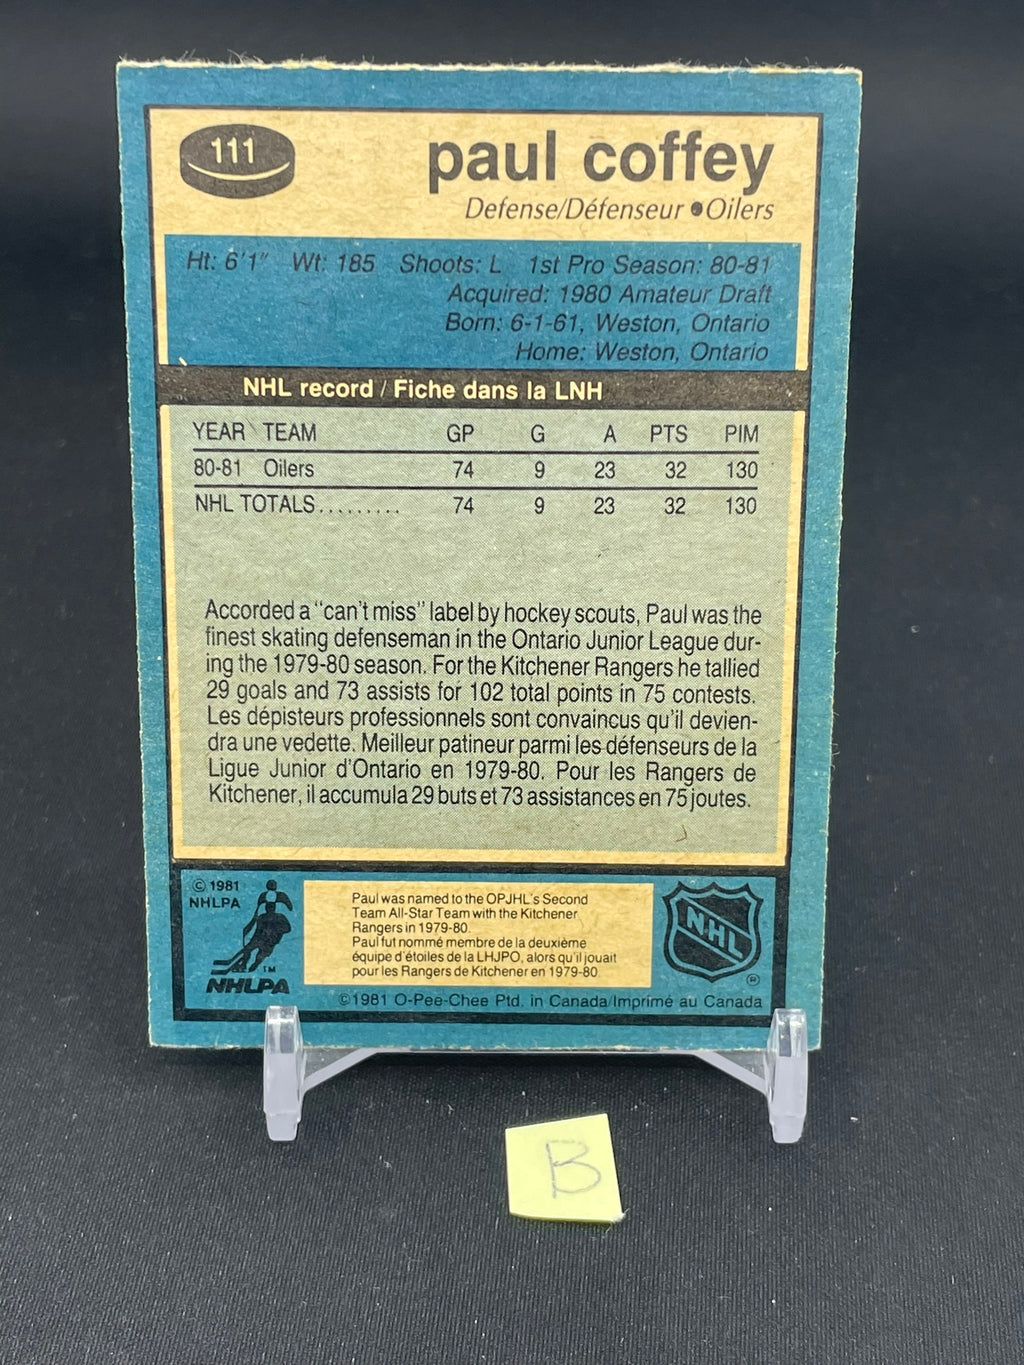 111
paul coffey
Defense/Défenseur ●Oilers
Ht: 6'1" Wt: 185 Shoots: L 1st Pro Season: 80-81
Acquired: 1980 Amateur Draft
Born: 6-1-61, Weston, Ontario
Home: Weston, Ontario
NHL record / Fiche dans la LNH
YEAR TEAM GP G A PTS PIM
80-81 Oilers 74 9 23 32 130
NHL TOTALS......... 74 9 23 32 130
Accorded a "can't miss" label by hockey scouts, Paul was the
finest skating defenseman in the Ontario Junior League dur-
ing the 1979-80 season. For the Kitchener Rangers he tallied
29 goals and 73 assists for 102 total points in 75 contests.
Les dépisteurs professionnels sont convaincus qu'il devien-
dra une vedette. Meilleur patineur parmi les défenseurs de la
Ligue Junior d'Ontario en 1979-80. Pour les Rangers de
Kitchener, il accumula 29 buts et 73 assistances en 75 joutes.
© 1981
NHLPA
TM
NHLPA
Paul was named to the OPJHL's Second
Team All-Star Team with the Kitchener
Rangers in 1979-80.
Paul fut nommé membre de la deuxième
équipe d'étoiles de la LHJPO, alors qu'il jouait
pour les Rangers de Kitchener en 1979-80.
NHL
®
©1981 O-Pee-Chee Ptd. in Canada/Imprimé au Canada
B